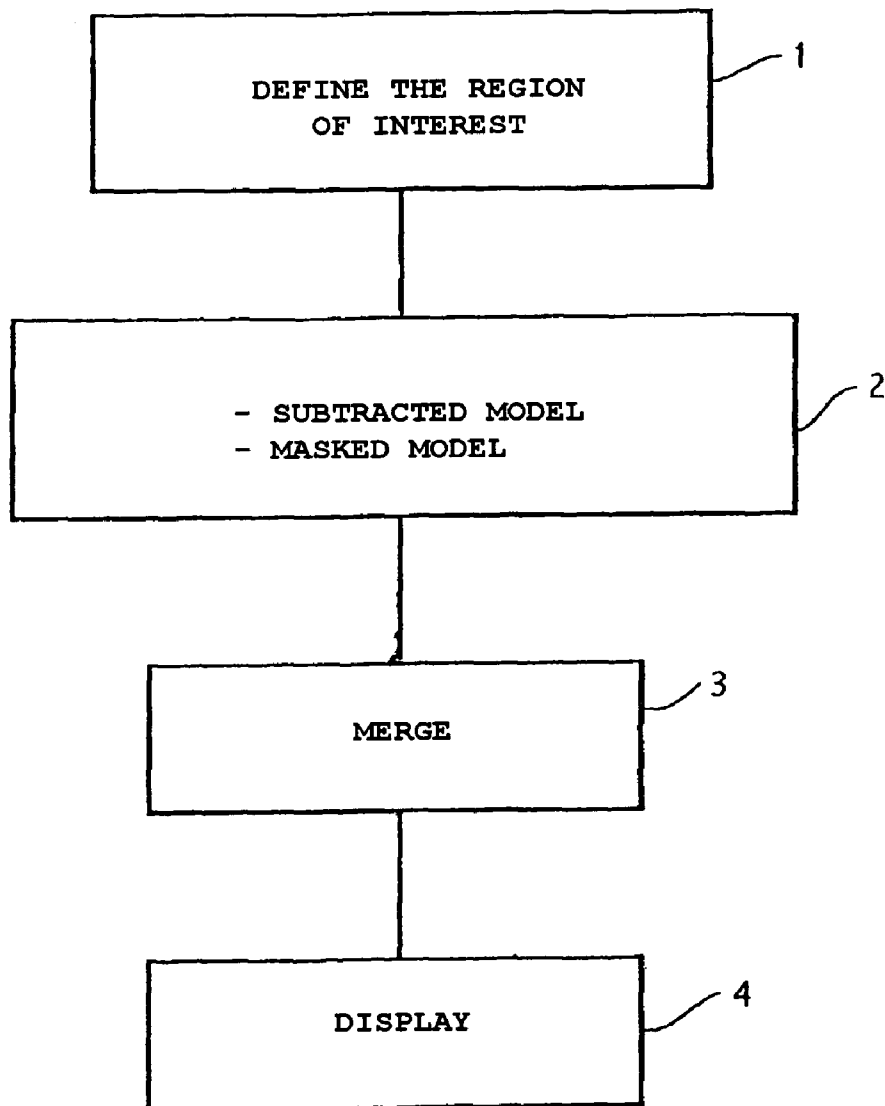 1
DEFINE THE REGION
OF INTEREST
2
- SUBTRACTED MODEL
- MASKED MODEL
3
MERGE
4
DISPLAY